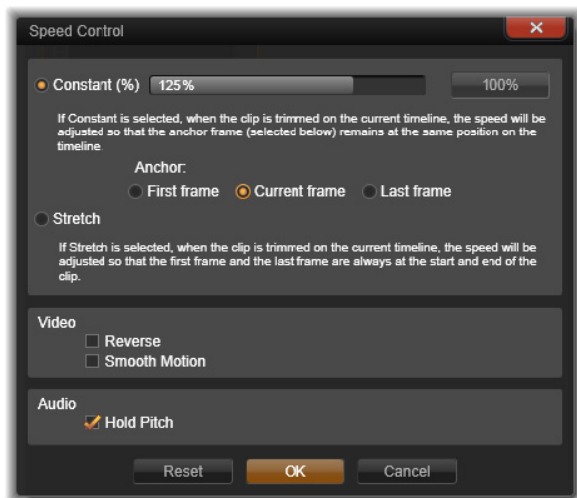 Speed Control
Constant (%) 125% 100%
If Constant is selected, when the clip is trimmed on the current timeline, the speed will be
adjusted so that the anchor frame (selected below) remains at the same position on the
timeline.
Anchor:
First frame Current frame Last frame
Stretch
If Stretch is selected, when the clip is trimmed on the current timeline, the speed will be
adjusted so that the first frame and the last frame are always at the start and end of the
clip.
Video
Reverse
Smooth Motion
Audio
Hold Pitch
Reset OK Cancel